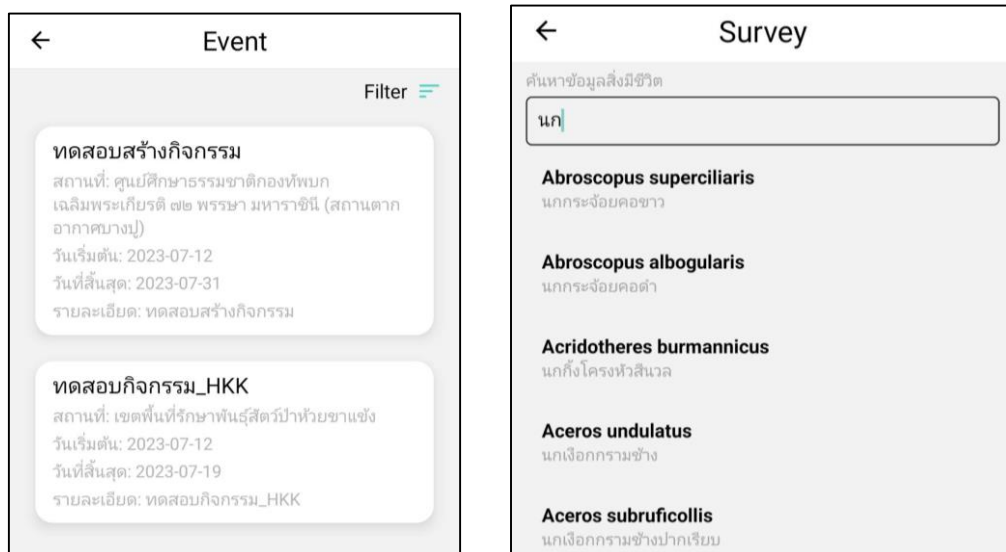 Event
Filter
ทดสอบสร้างกิจกรรม
สถานที่: ศูนย์ศึกษาธรรมชาติกองทัพบก
เฉลิมพระเกียรติ ๗๒ พรรษา มหาราชินี (สถานตาก
อากาศบางปู)
วันเริ่มต้น: 2023-07-12
วันที่สิ้นสุด: 2023-07-31
รายละเอียด: ทดสอบสร้างกิจกรรม
ทดสอบกิจกรรม_HKK
สถานที่: เขตพื้นที่รักษาพันธุ์สัตว์ป่าห้วยขาแข้ง
วันเริ่มต้น: 2023-07-12
วันที่สิ้นสุด: 2023-07-19
รายละเอียด: ทดสอบกิจกรรม_HKK
Survey
ค้นหาข้อมูลสิ่งมีชีวิต
นก
Abroscopus superciliaris
นกกระจ้อยคอขาว
Abroscopus albogularis
นกกระจ้อยคอดำ
Acridotheres burmannicus
นกกิ้งโครงหัวสีนวล
Aceros undulatus
นกเงือกกรามช้าง
Aceros subruficollis
นกเงือกกรามช้างปากเรียบ